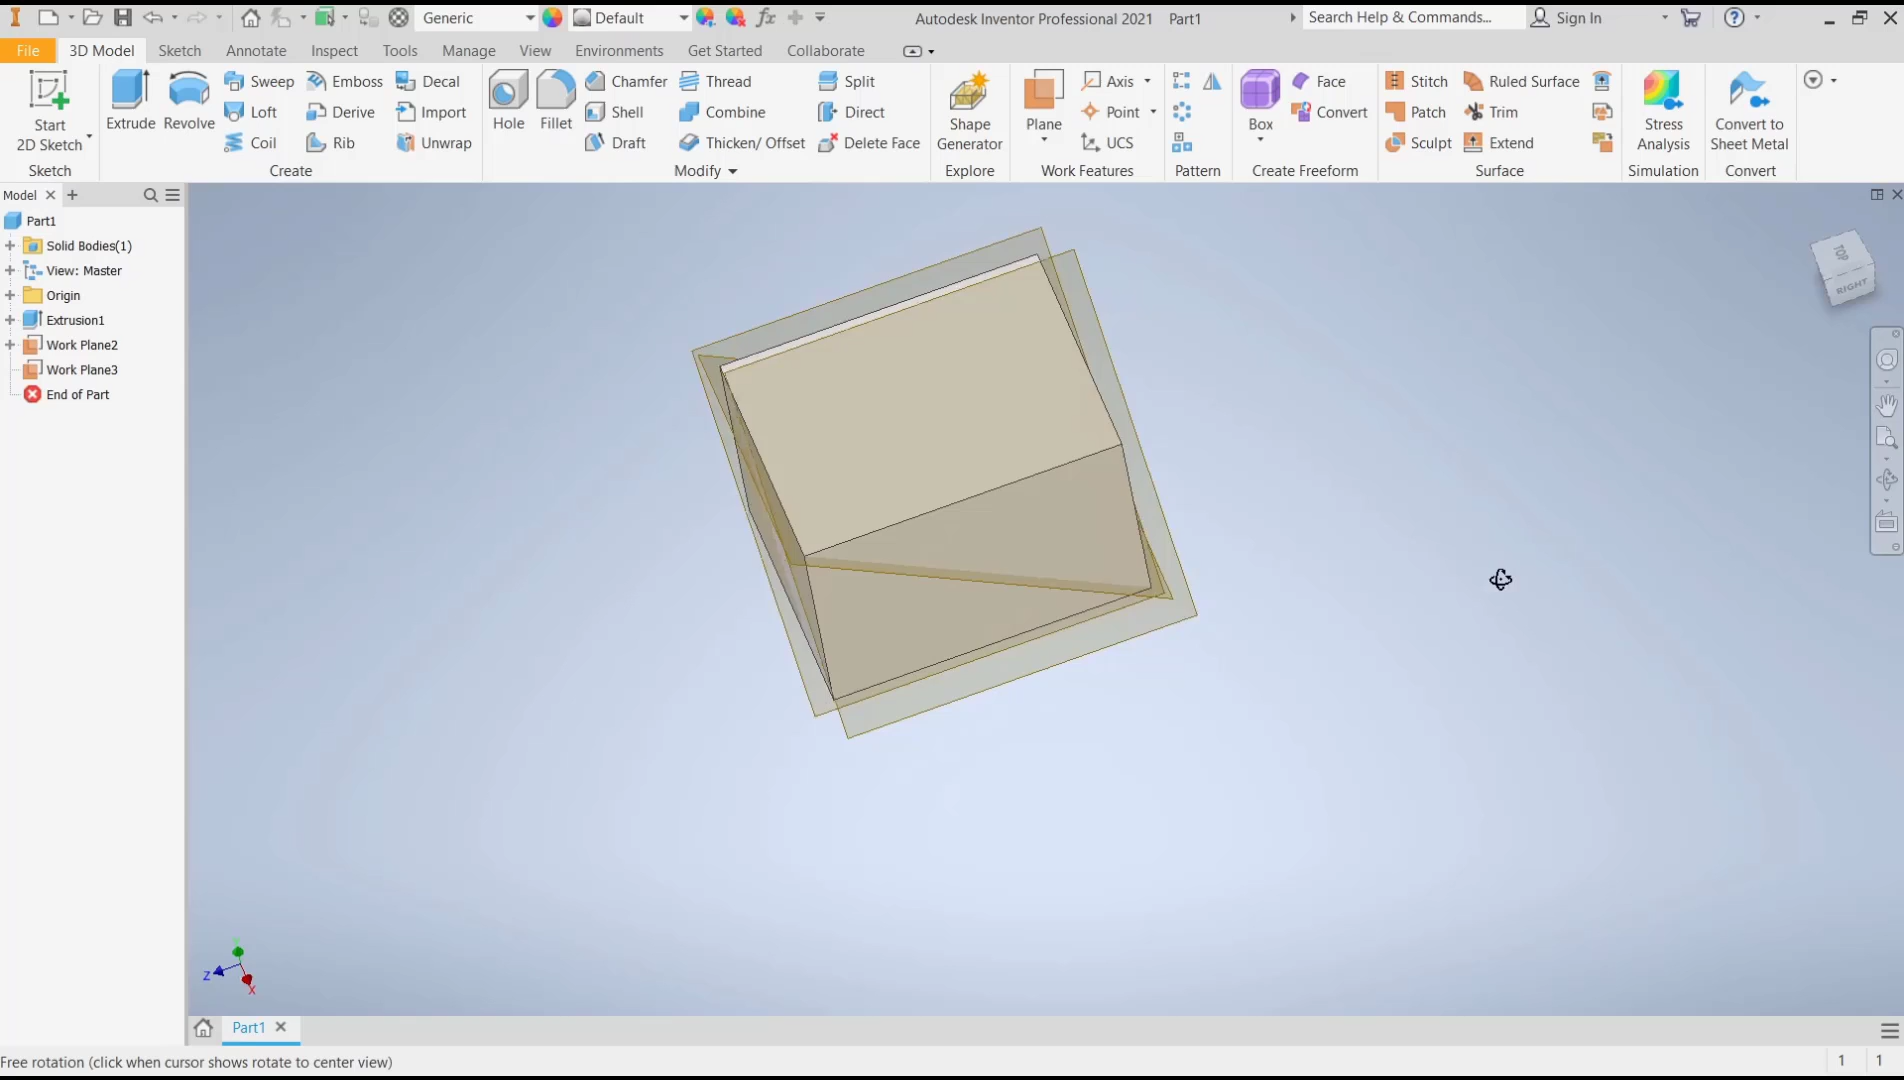 Generic
Default
fx
Autodesk Inventor Professional 2021 Part1
Search Help & Commands...
Sign In
File
3D Model
Sketch
Annotate
Inspect
Tools
Manage
View
Environments
Get Started
Collaborate
Start
2D Sketch
Sketch
Extrude
Revolve
Sweep
Loft
Coil
Emboss
Derive
Rib
Decal
Import
Unwrap
Create
Hole
Fillet
Chamfer
Shell
Draft
Thread
Combine
Thicken/ Offset
Split
Direct
Delete Face
Modify
Shape
Generator
Explore
Plane
Axis
Point
UCS
Work Features
Pattern
Box
Face
Convert
Create Freeform
Stitch
Patch
Sculpt
Ruled Surface
Trim
Extend
Surface
Stress
Analysis
Simulation
Convert to
Sheet Metal
Convert
Model
Part1
Solid Bodies(1)
View: Master
Origin
Extrusion1
Work Plane2
Work Plane3
End of Part
TOP
RIGHT
Z
X
Part1
Free rotation (click when cursor shows rotate to center view)
1 1